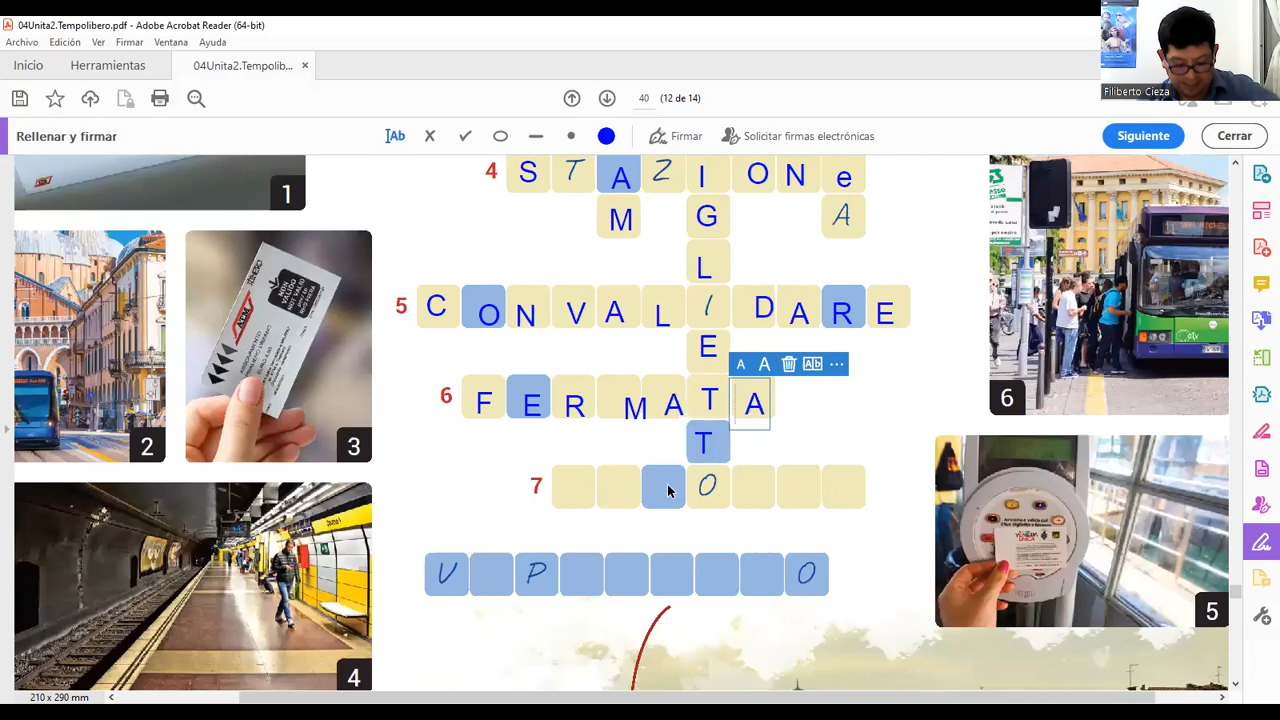 04Unita2.Tempolibero.pdf - Adobe Acrobat Reader (64-bit)
Archivo Edición Ver Firmar Ventana Ayuda
Inicio Herramientas 04Unita2.Tempolib... ×
40 (12 de 14)
Rellenar y firmar Ab Firmar Solicitar firmas electrónicas Siguiente Cerrar
Filiberto Cieza
1
2
3
4
4 S T A Z I O N e
M G A
L
5 C O N V A L I D A R E
E
A A Ab ...
6 F E R M A T A
T
7 O
V P O
6
5
210 x 290 mm